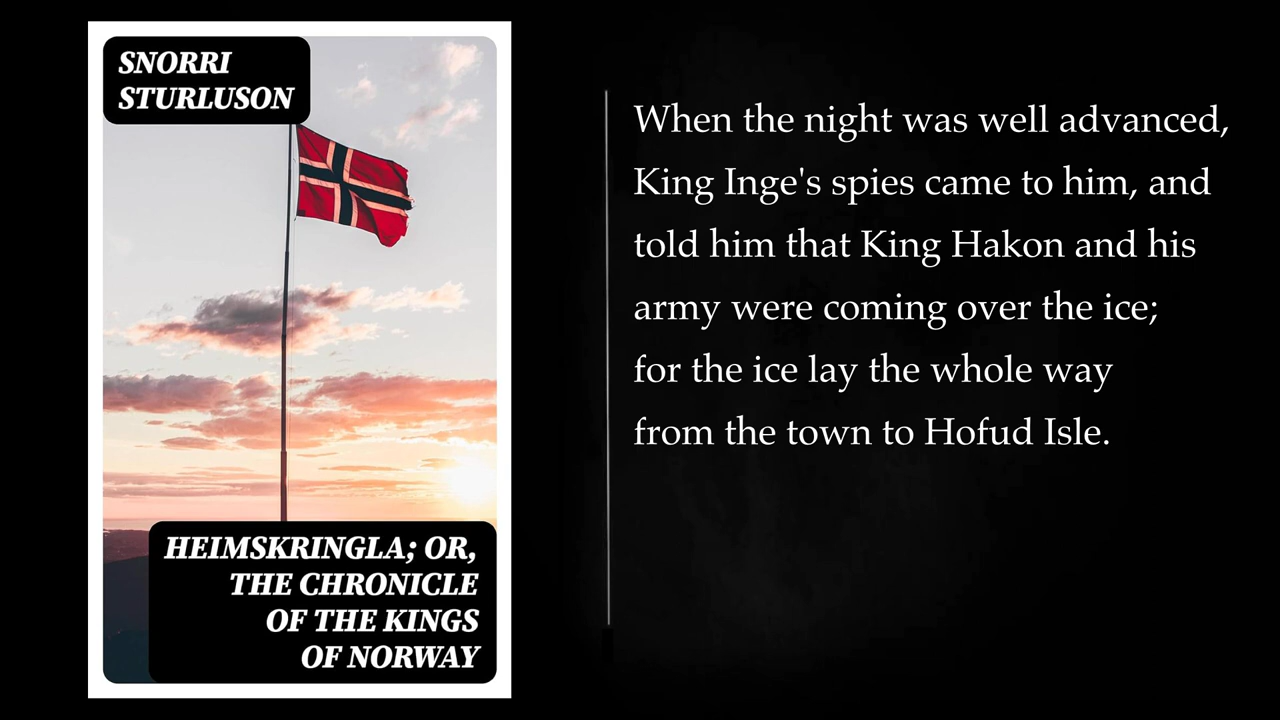 SNORRI
STURLUSON
HEIMSKRINGLA; OR,
THE CHRONICLE
OF THE KINGS
OF NORWAY
When the night was well advanced,
King Inge's spies came to him, and
told him that King Hakon and his
army were coming over the ice;
for the ice lay the whole way
from the town to Hofud Isle.